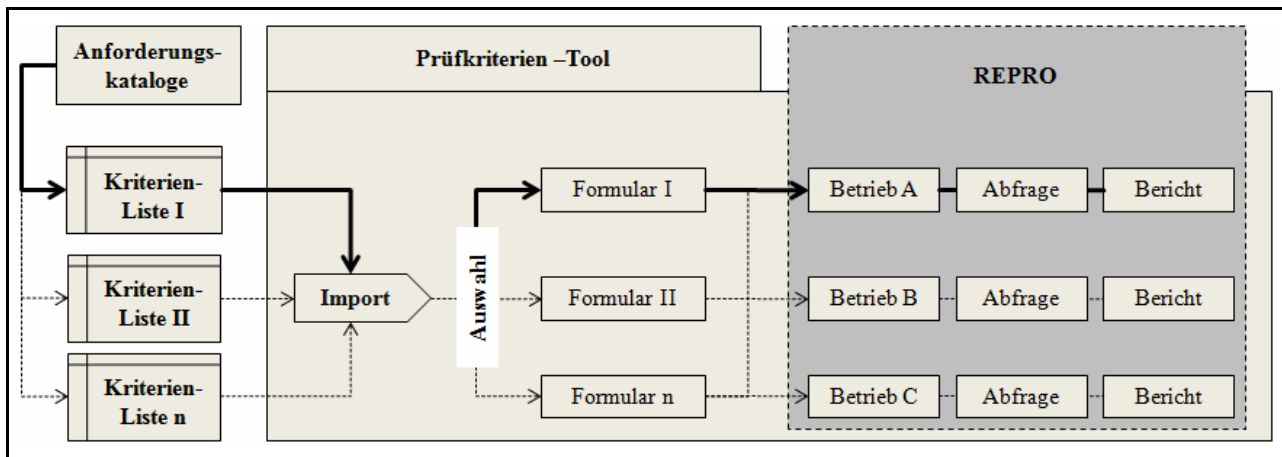 Anforderungs-
kataloge
Prüfkriterien –Tool
REPRO
Kriterien-
Liste I
Formular I
Betrieb A
Abfrage
Bericht
Kriterien-
Liste II
Import
Auswahl
Formular II
Betrieb B
Abfrage
Bericht
Kriterien-
Liste n
Formular n
Betrieb C
Abfrage
Bericht